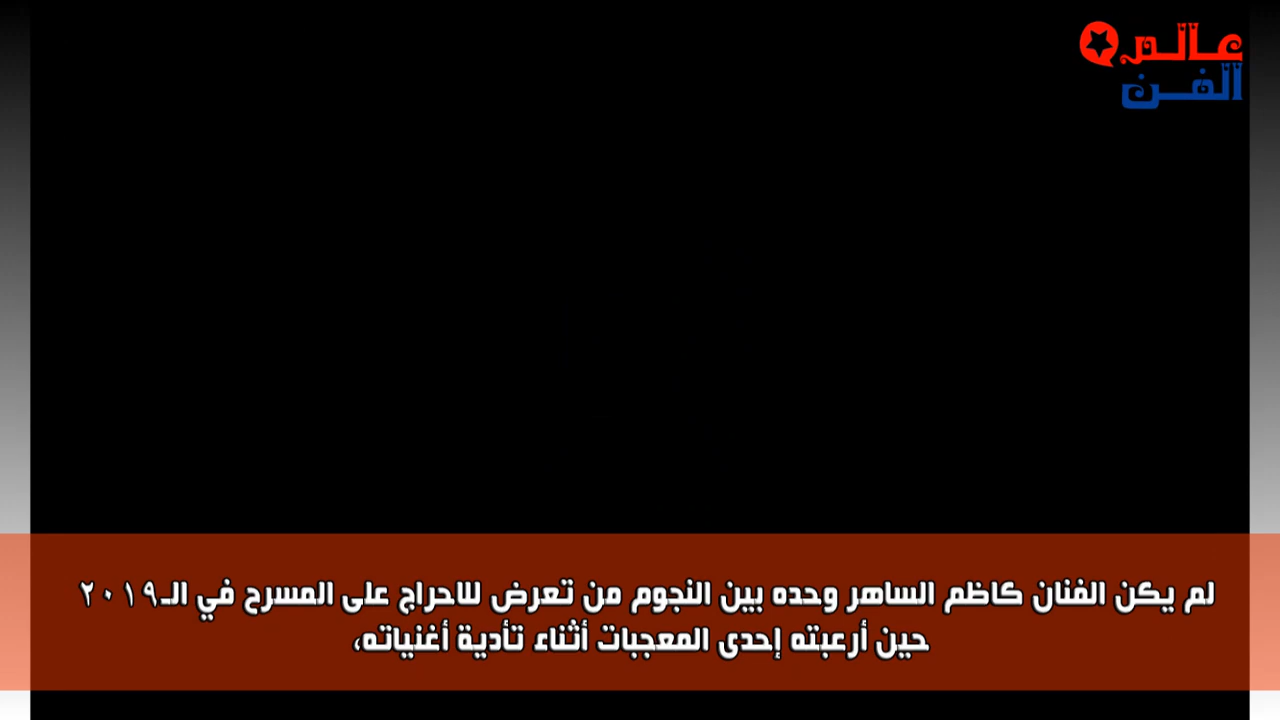 عالم
الفن
لم يكن الفنان كاظم الساهر وحده بين النجوم من تعرض للاحراج على المسرح في الـ٢٠١٩
حين أرعبته إحدى المعجبات أثناء تأدية أغنياته،